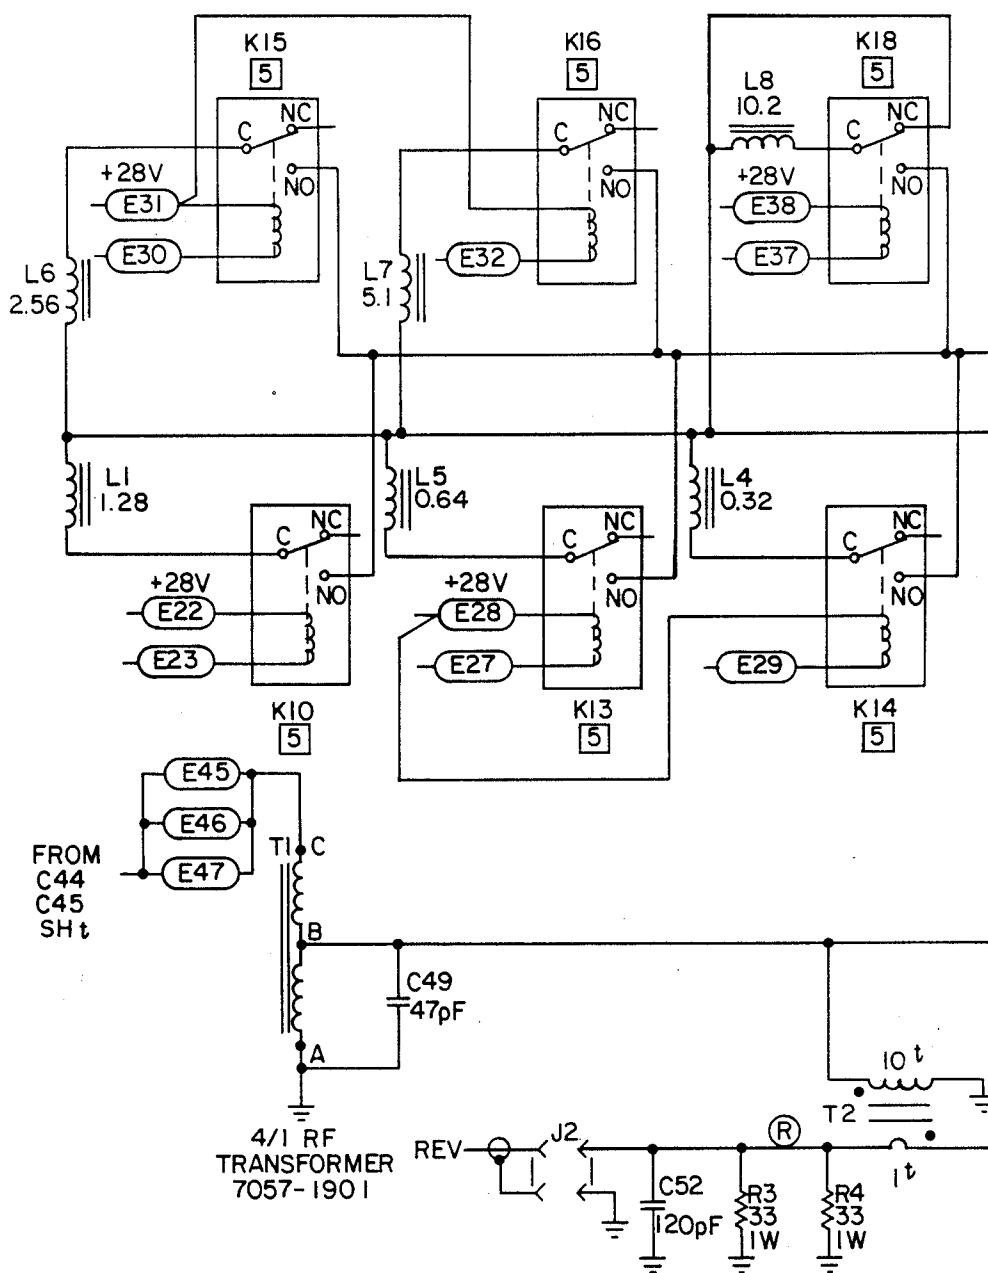 K15
5
K16
5
K18
5
L8
10.2
C
NC
NO
C
NC
NO
C
NC
NO
+28V
E31
E30
E32
+28V
E38
E37
L6
2.56
L7
5.1
L1
1.28
L5
0.64
L4
0.32
C
NC
NO
C
NC
NO
C
NC
NO
+28V
E22
E23
+28V
E28
E27
E29
K10
5
K13
5
K14
5
E45
E46
E47
FROM
C44
C45
SH t
T1
C
B
A
C49
47pF
4/1 RF
TRANSFORMER
7057-1901
REV
J2
C52
120pF
R3
33
1W
R
R4
33
1W
10 t
T2
1 t